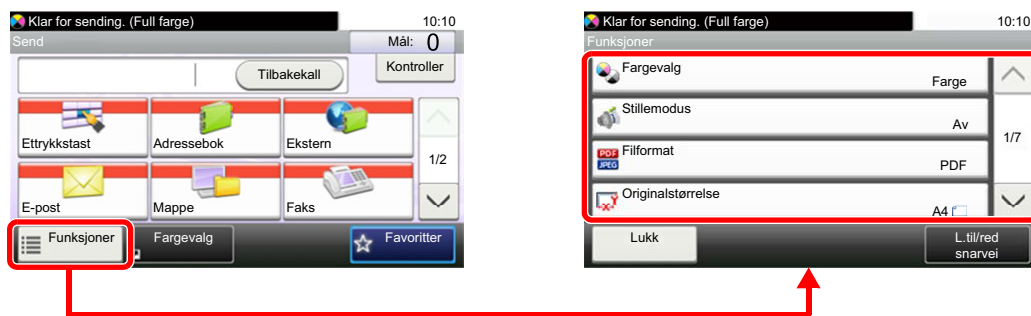 Klar for sending. (Full farge)
10:10
Send
Mål: 0
Tilbakekall
Kontroller
Ettrykkstast
Adressebok
Ekstern
1/2
E-post
Mappe
Faks
Funksjoner
Fargevalg
Favoritter
Klar for sending. (Full farge)
10:10
Funksjoner
Fargevalg
Farge
Stillemodus
Av
1/7
PDF
JPEG
Filformat
PDF
Originalstørrelse
A4
Lukk
L.til/red
snarvei